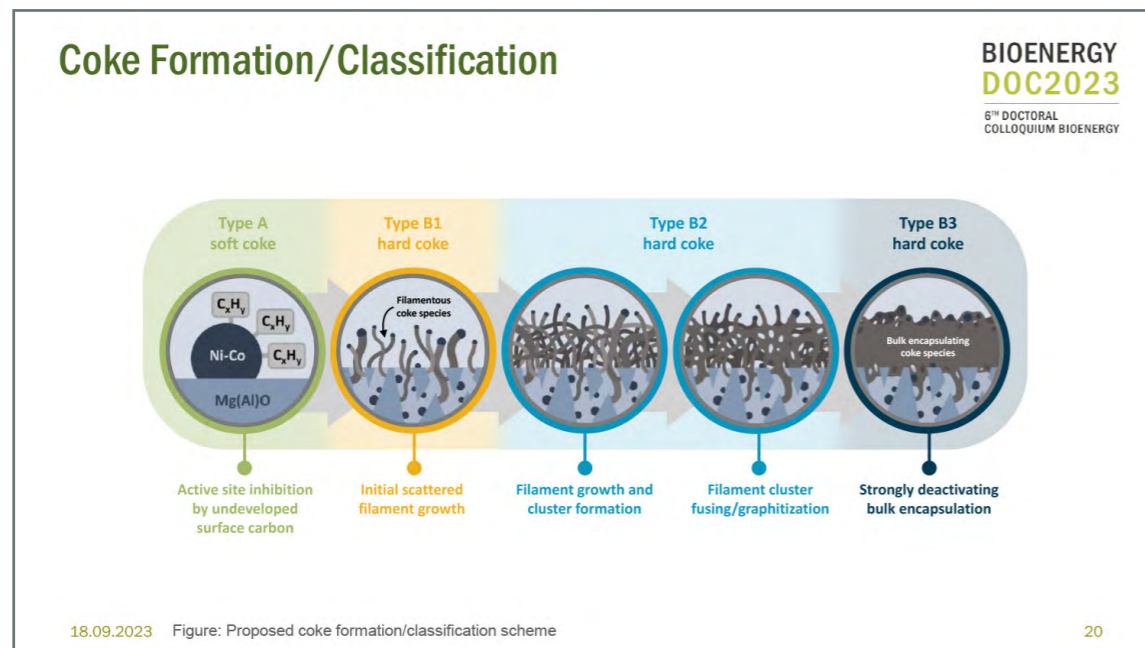 Coke Formation/Classification
BIOENERGY
DOC2023
6TH DOCTORAL
COLLOQUIUM BIOENERGY
Type A
soft coke
Type B1
hard coke
Type B2
hard coke
Type B3
hard coke
CxHy
CxHy
CxHy
Ni-Co
Mg(Al)O
Filamentous
coke species
Bulk encapsulating
coke species
Active site inhibition
by undeveloped
surface carbon
Initial scattered
filament growth
Filament growth and
cluster formation
Filament cluster
fusing/graphitization
Strongly deactivating
bulk encapsulation
18.09.2023
Figure: Proposed coke formation/classification scheme
20